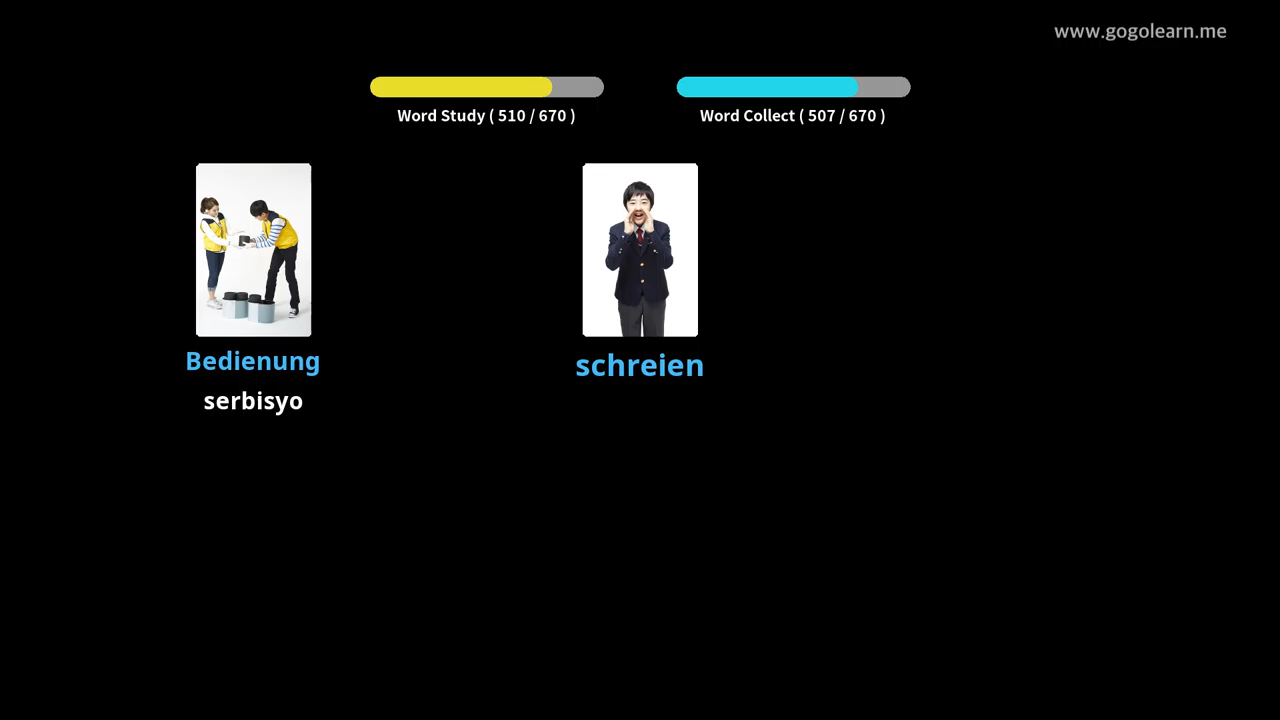 www.gogolearn.me
Word Study ( 510 / 670 )
Word Collect ( 507 / 670 )
Bedienung
serbisyo
schreien